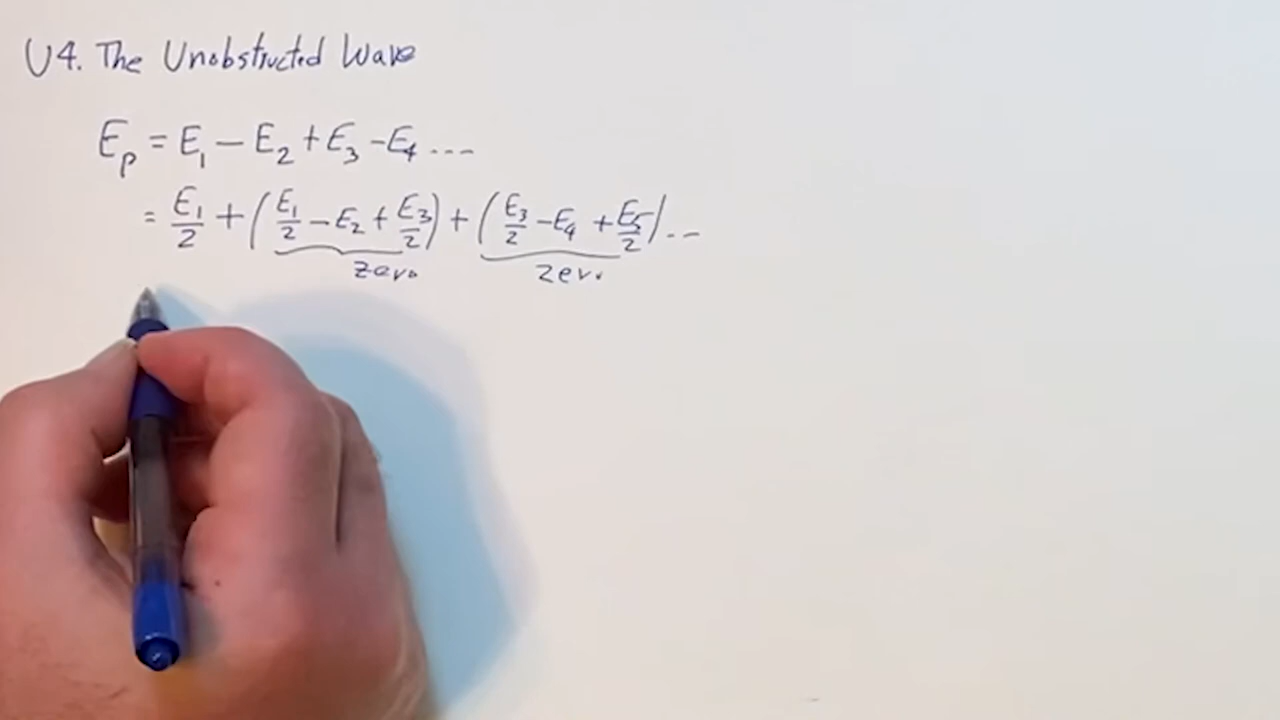 U4. The Unobstructed Wave
E_p = E_1 - E_2 + E_3 - E_4 ...
= E_1/2 + (E_1/2 - E_2 + E_3/2) + (E_3/2 - E_4 + E_5/2) ...
zero zero